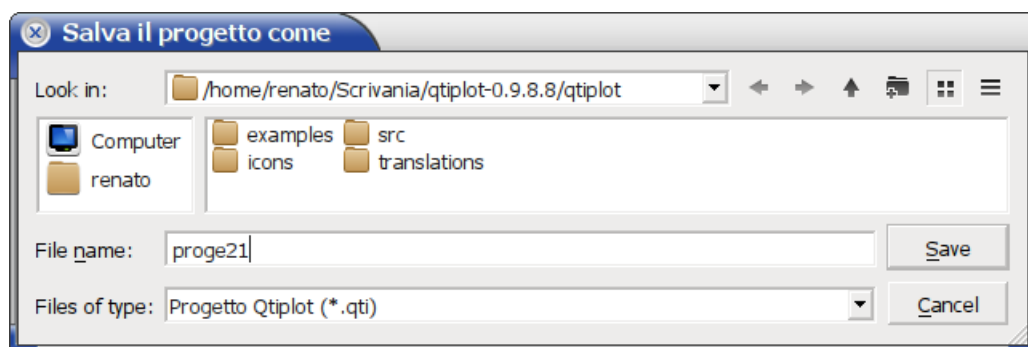 Salva il progetto come
Look in: /home/renato/Scrivania/qtiplot-0.9.8.8/qtiplot
Computer
renato
examples src
icons translations
File name: proge21 Save
Files of type: Progetto Qtiplot (*.qti) Cancel